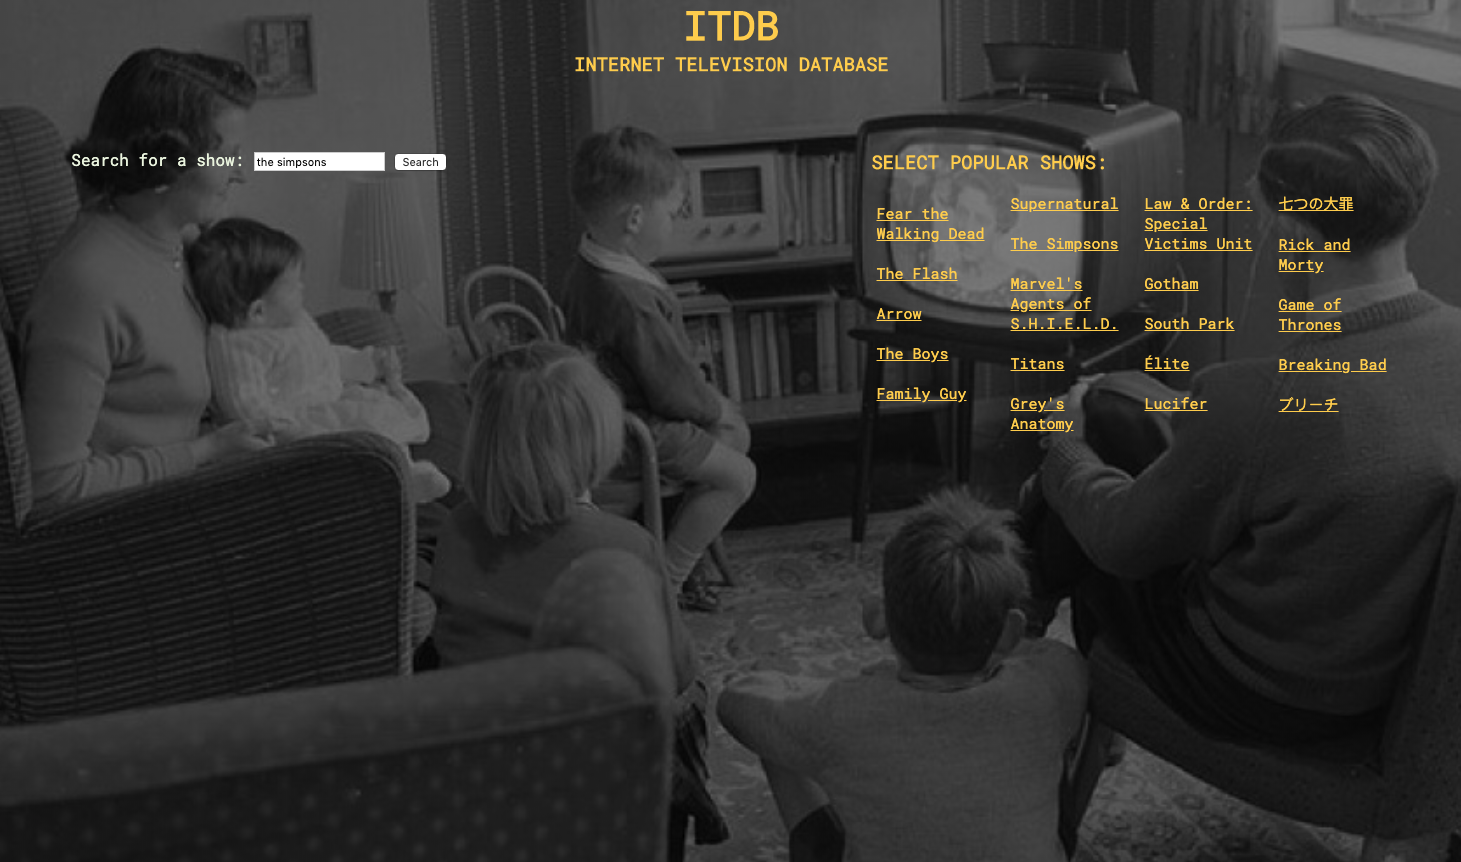 ITDB
INTERNET TELEVISION DATABASE
Search for a show: the simpsons Search
SELECT POPULAR SHOWS:
Fear the
Walking Dead
The Flash
Arrow
The Boys
Family Guy
Supernatural
The Simpsons
Marvel's
Agents of
S.H.I.E.L.D.
Titans
Grey's
Anatomy
Law & Order:
Special
Victims Unit
Gotham
South Park
Élite
Lucifer
七つの大罪
Rick and
Morty
Game of
Thrones
Breaking Bad
ブリーチ